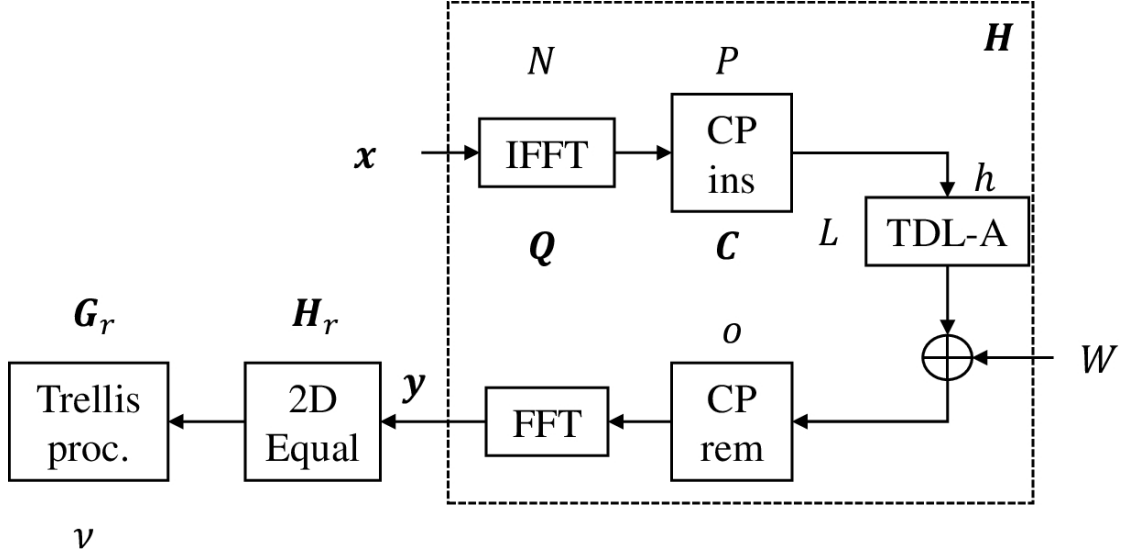 H
N
P
x
IFFT
CP
ins
h
Q
C
L
TDL-A
G_r
H_r
o
W
Trellis
proc.
2D
Equal
y
FFT
CP
rem
ν